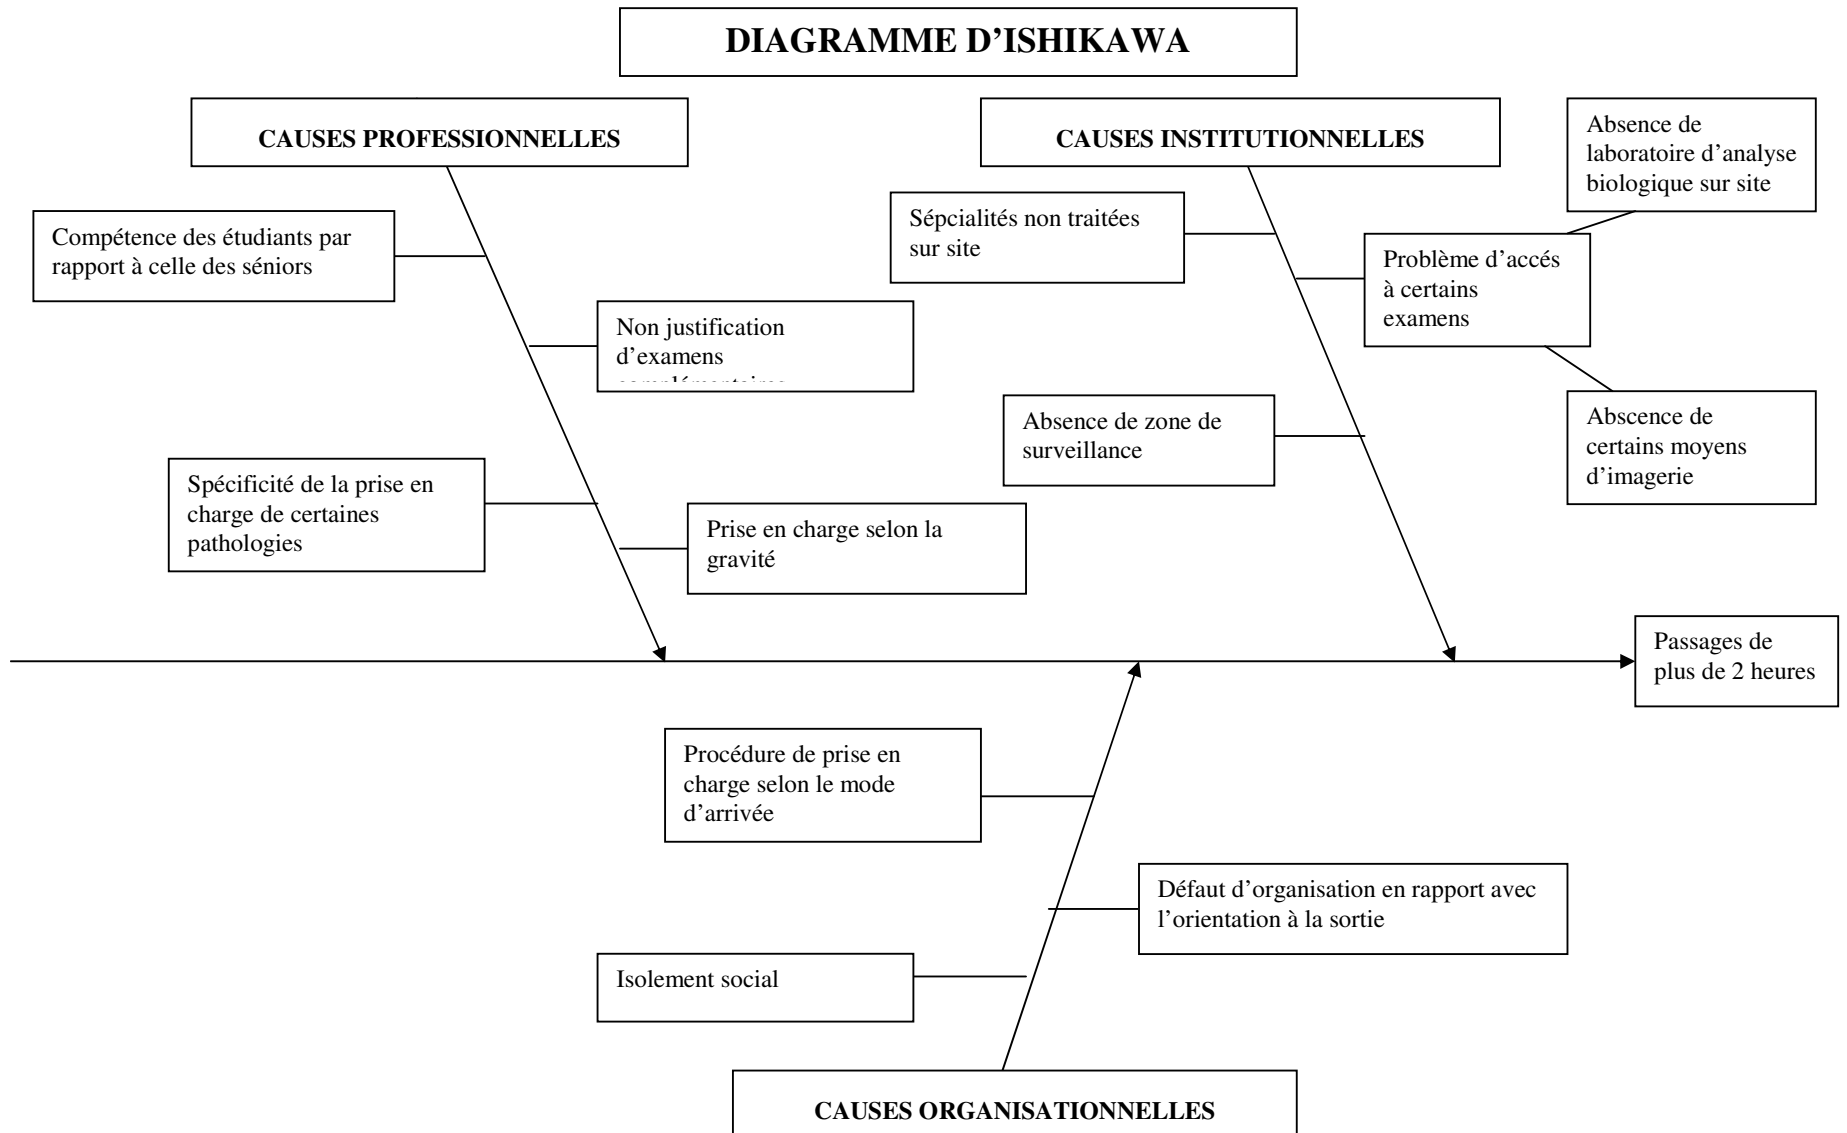 DIAGRAMME D’ISHIKAWA
CAUSES PROFESSIONNELLES
CAUSES INSTITUTIONNELLES
Absence de
laboratoire d’analyse
biologique sur site
Compétence des étudiants par
rapport à celle des séniors
Sépcialités non traitées
sur site
Problème d’accés
à certains
examens
Non justification
d’examens
Absence de zone de
surveillance
Abscence de
certains moyens
d’imagerie
Spécificité de la prise en
charge de certaines
pathologies
Prise en charge selon la
gravité
Passages de
plus de 2 heures
Procédure de prise en
charge selon le mode
d’arrivée
Défaut d’organisation en rapport avec
l’orientation à la sortie
Isolement social
CAUSES ORGANISATIONNELLES